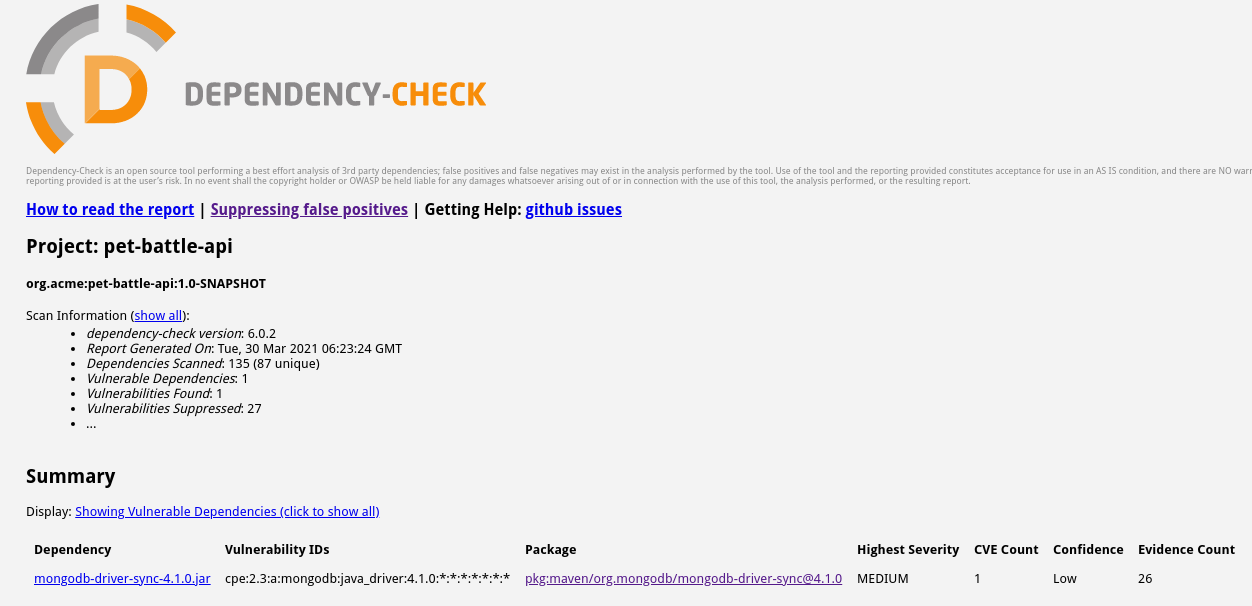 D
DEPENDENCY-CHECK
Dependency-Check is an open source tool performing a best effort analysis of 3rd party dependencies; false positives and false negatives may exist in the analysis performed by the tool. Use of the tool and the reporting provided constitutes acceptance for use in an AS IS condition, and there are NO
reporting provided is at the user's risk. In no event shall the copyright holder or OWASP be held liable for any damages whatsoever arising out of or in connection with the use of this tool, the analysis performed, or the resulting report.
How to read the report | Suppressing false positives | Getting Help: github issues
Project: pet-battle-api
org.acme:pet-battle-api:1.0-SNAPSHOT
Scan Information (show all):
• dependency-check version: 6.0.2
• Report Generated On: Tue, 30 Mar 2021 06:23:24 GMT
• Dependencies Scanned: 135 (87 unique)
• Vulnerable Dependencies: 1
• Vulnerabilities Found: 1
• Vulnerabilities Suppressed: 27
• ...
Summary
Display: Showing Vulnerable Dependencies (click to show all)
Dependency Vulnerability IDs Package Highest Severity CVE Count Confidence Evidence Count
mongodb-driver-sync-4.1.0.jar cpe:2.3:a:mongodb:java_driver:4.1.0:*:*:*:*:*:*:* pkg:maven/org.mongodb/mongodb-driver-sync@4.1.0 MEDIUM 1 Low 26